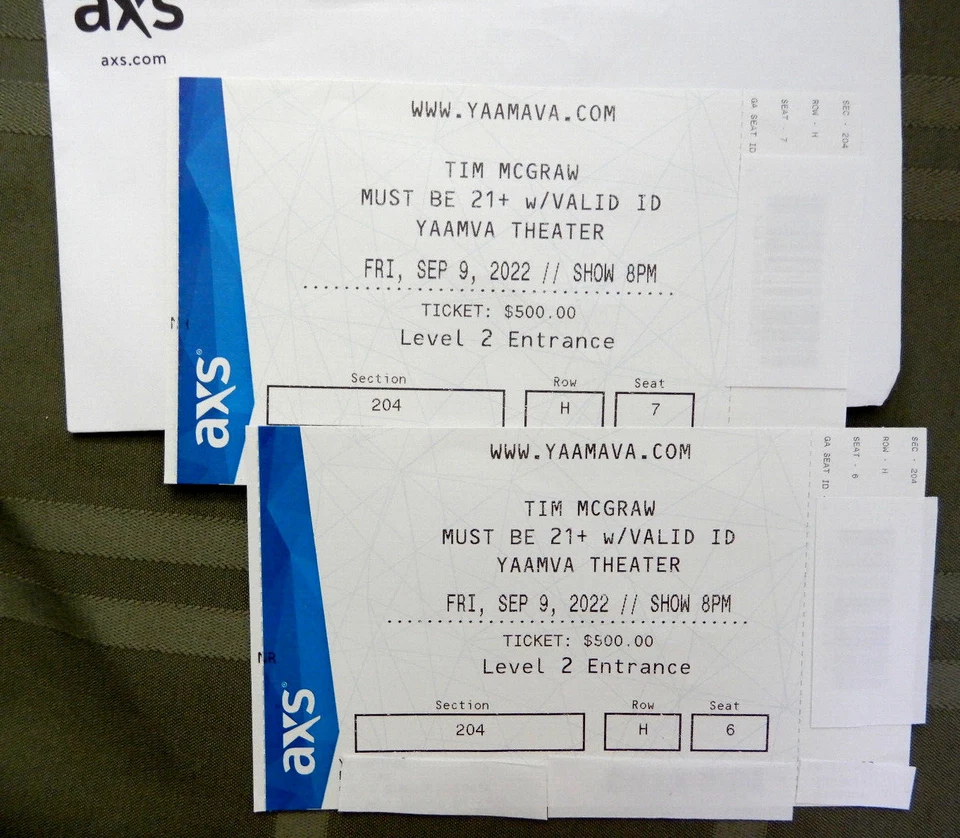 axs
axs.com
WWW.YAAMAVA.COM
TIM MCGRAW
MUST BE 21+ w/VALID ID
YAAMVA THEATER
FRI, SEP 9, 2022 // SHOW 8PM
TICKET: $500.00
Level 2 Entrance
Section Row Seat
204 H 7
axs®
SEC - 204
ROW - H
SEAT - 7
GA SEAT ID
WWW.YAAMAVA.COM
TIM MCGRAW
MUST BE 21+ w/VALID ID
YAAMVA THEATER
FRI, SEP 9, 2022 // SHOW 8PM
TICKET: $500.00
Level 2 Entrance
Section Row Seat
204 H 6
NR
axs®
SEC - 204
ROW - H
SEAT - 6
GA SEAT ID